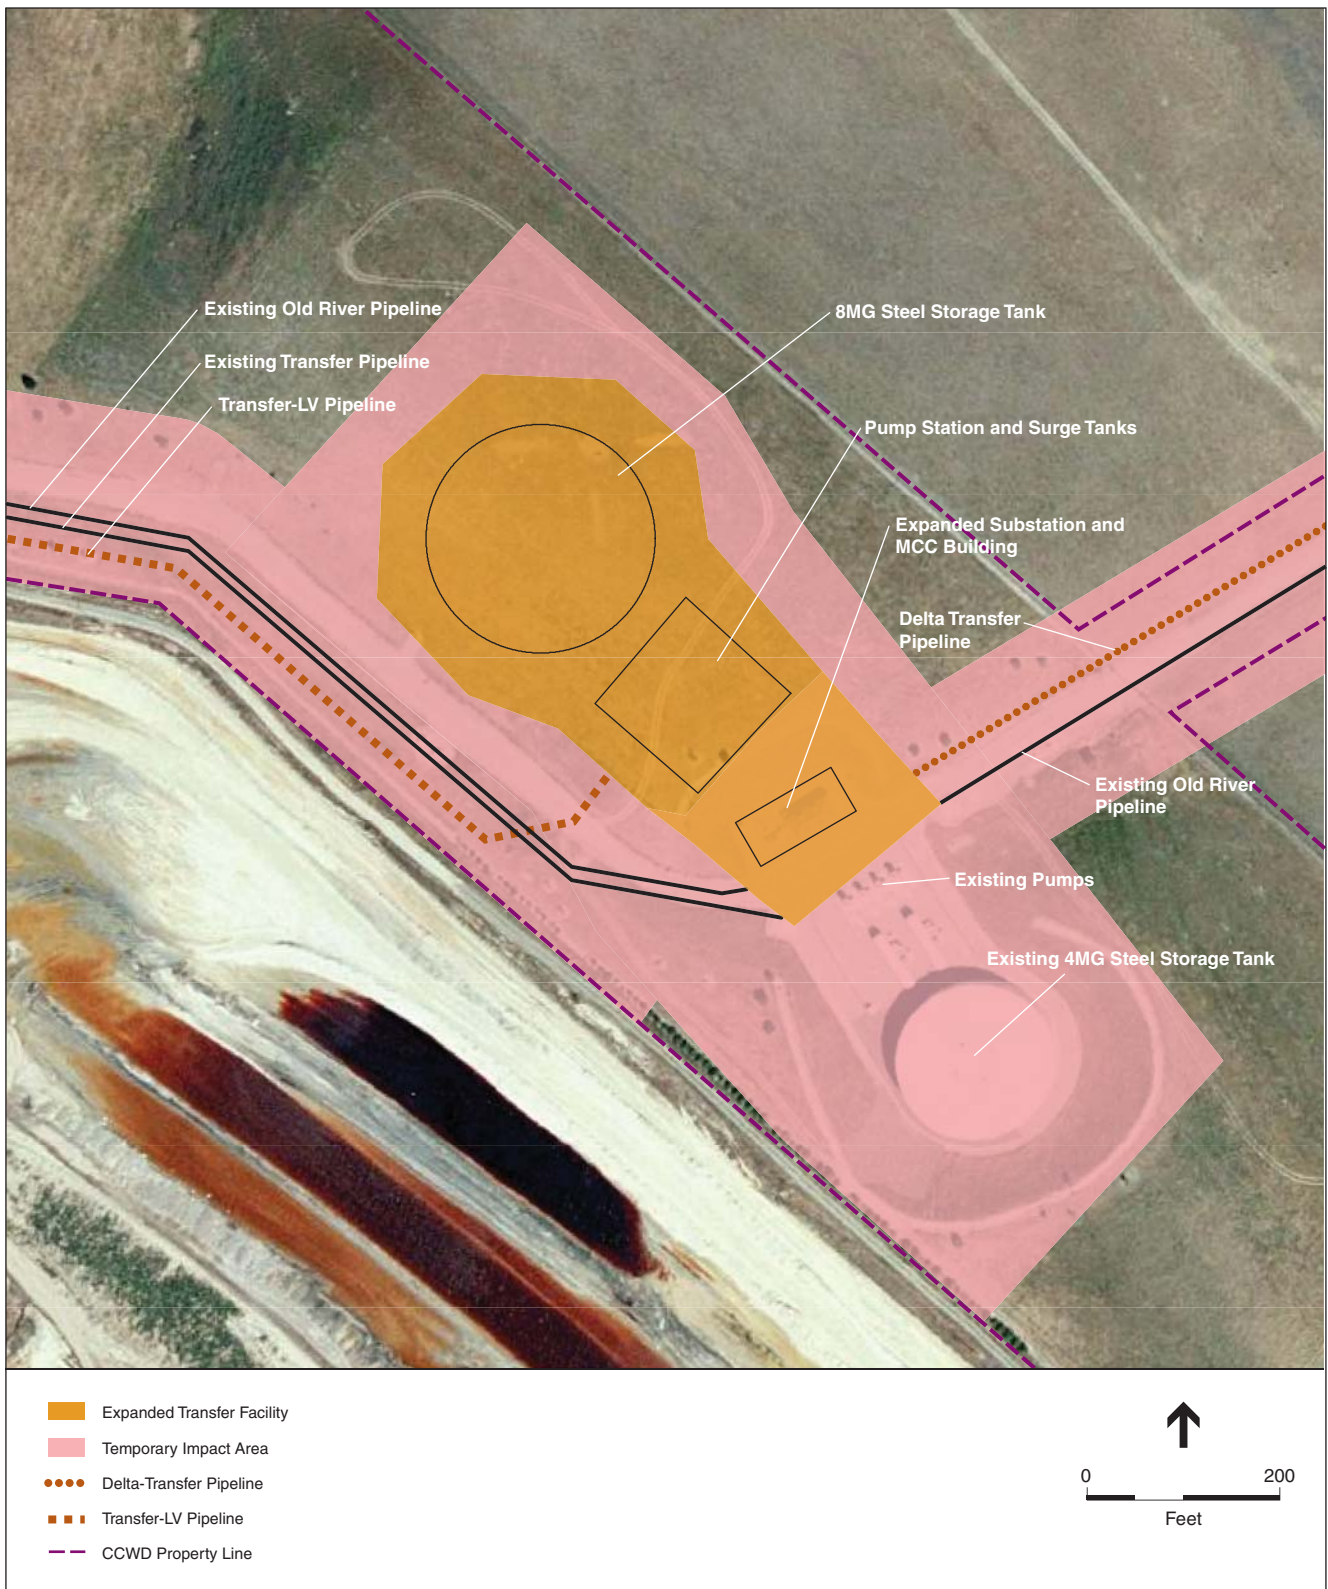 Existing Old River Pipeline
8MG Steel Storage Tank
Existing Transfer Pipeline
Transfer-LV Pipeline
Pump Station and Surge Tanks
Expanded Substation and
MCC Building
Delta Transfer
Pipeline
Existing Old River
Pipeline
Existing Pumps
Existing 4MG Steel Storage Tank
Expanded Transfer Facility
Temporary Impact Area
Delta-Transfer Pipeline
Transfer-LV Pipeline
CCWD Property Line
0 200
Feet